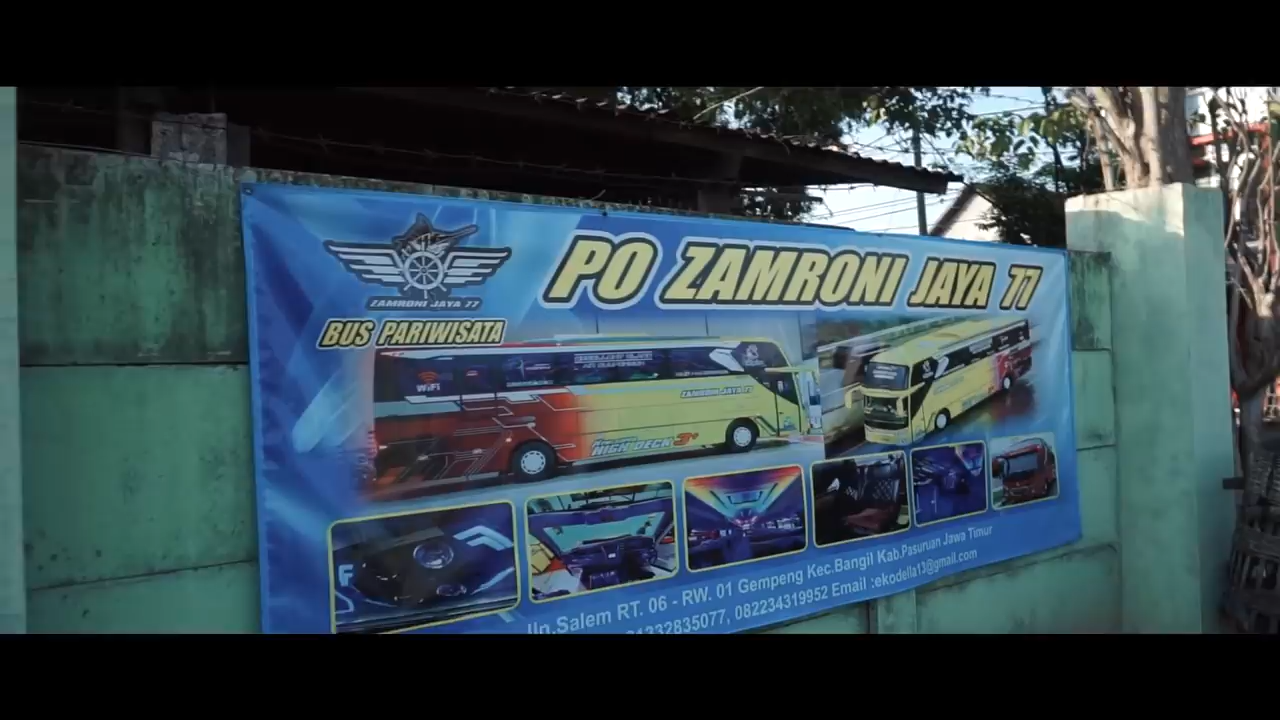 PO ZAMRONI JAYA 77
ZAMRONI JAYA 77
BUS PARIWISATA
WiFi
ZAMRONI JAYA 77
HIGH DECK
Jln.Salem RT. 06 - RW. 01 Gempeng Kec.Bangil Kab.Pasuruan Jawa Timur
81332835077, 082234319952 Email :ekodella13@gmail.com